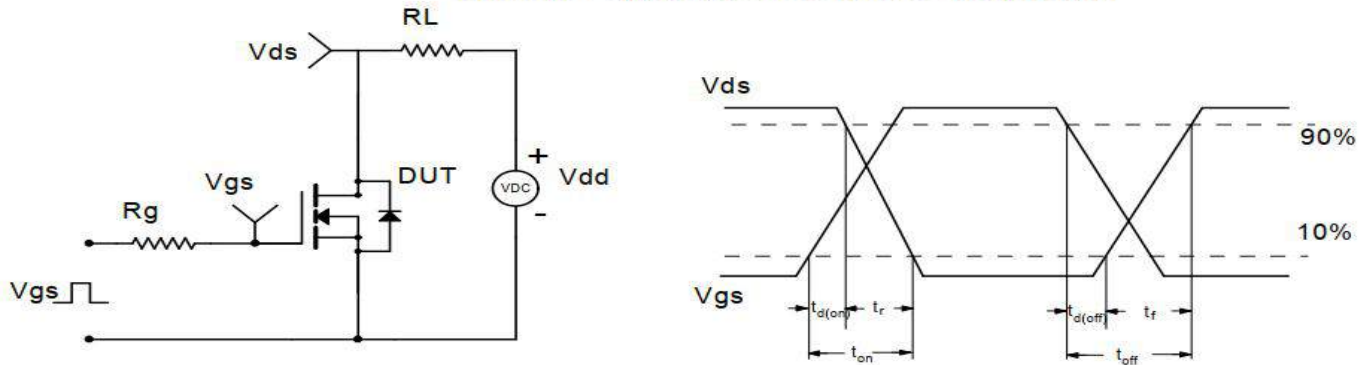 RL
Vds
DUT
+
VDC
Vdd
-
Vgs
Rg
Vgs
Vds
90%
10%
Vgs
td(on)
tr
td(off)
tf
ton
toff